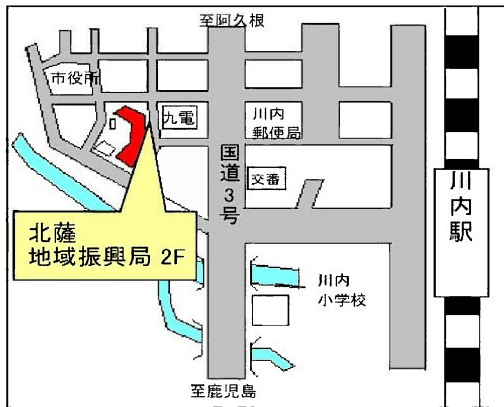 至阿久根
市役所
九電
川内
郵便局
国道3号
交番
川内駅
北薩
地域振興局 2F
川内
小学校
至鹿児島